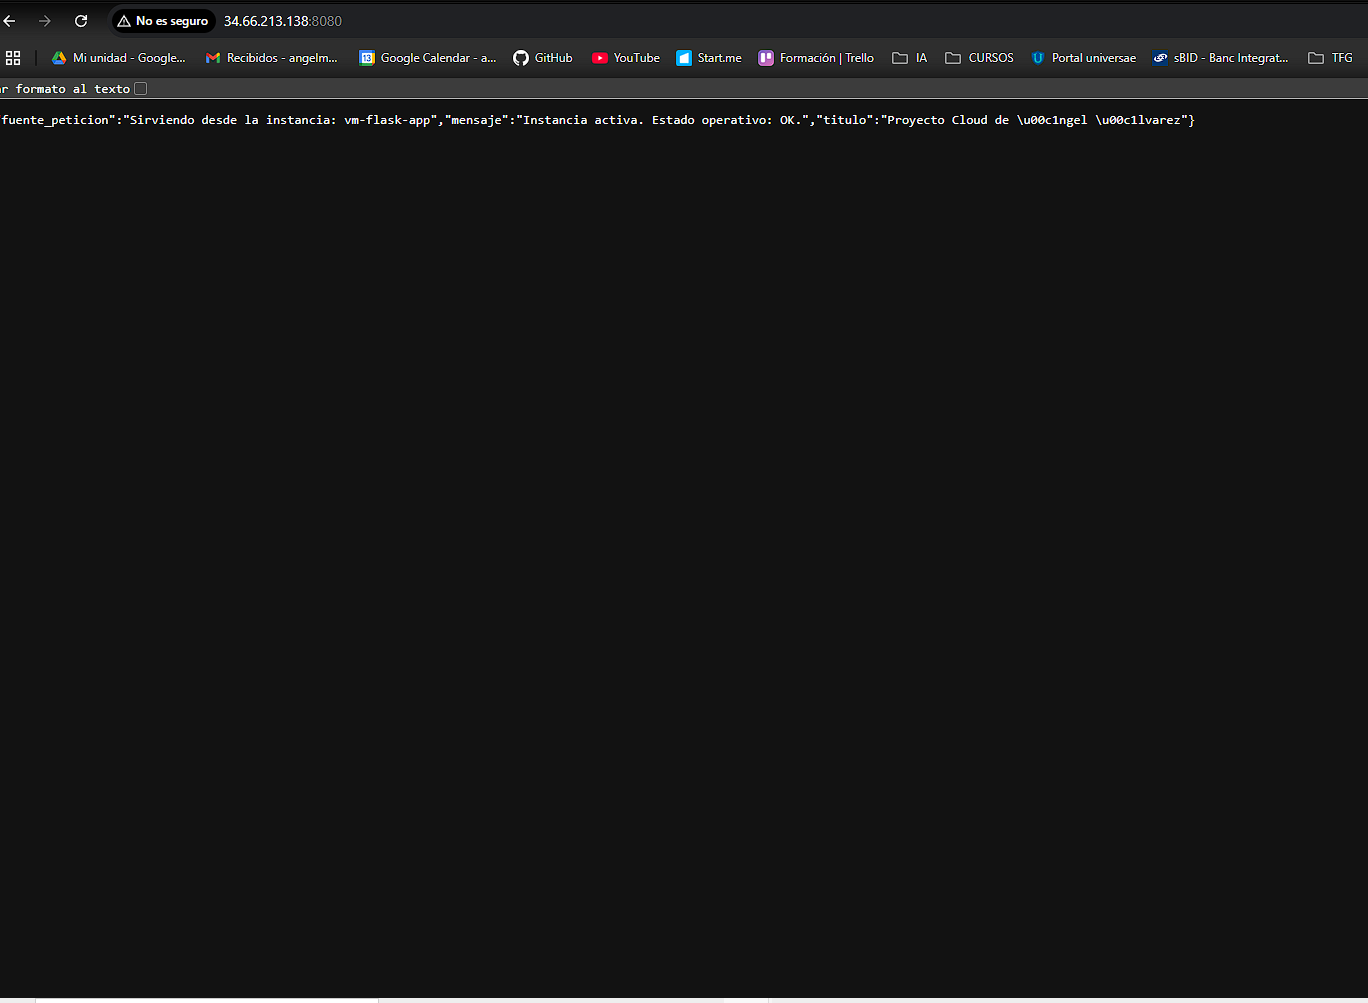 No es seguro 34.66.213.138:8080
Mi unidad - Google... Recibidos - angelm... Google Calendar - a... GitHub YouTube Start.me Formación | Trello IA CURSOS Portal universae sBID - Banc Integrat... TFG
ar formato al texto
fuente_peticion":"Sirviendo desde la instancia: vm-flask-app","mensaje":"Instancia activa. Estado operativo: OK.","titulo":"Proyecto Cloud de \u00c1ngel \u00c1lvarez"}